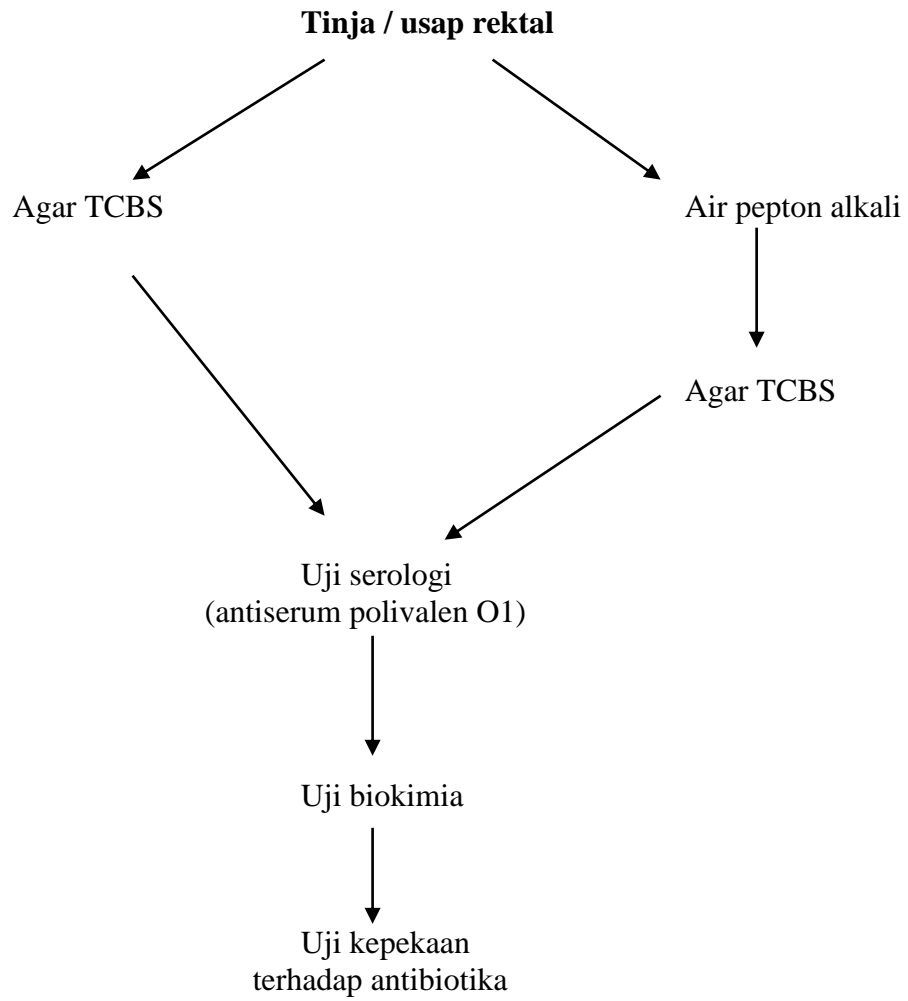 Tinja / usap rektal
Agar TCBS
Air pepton alkali
Agar TCBS
Uji serologi
(antiserum polivalen O1)
Uji biokimia
Uji kepekaan
terhadap antibiotika